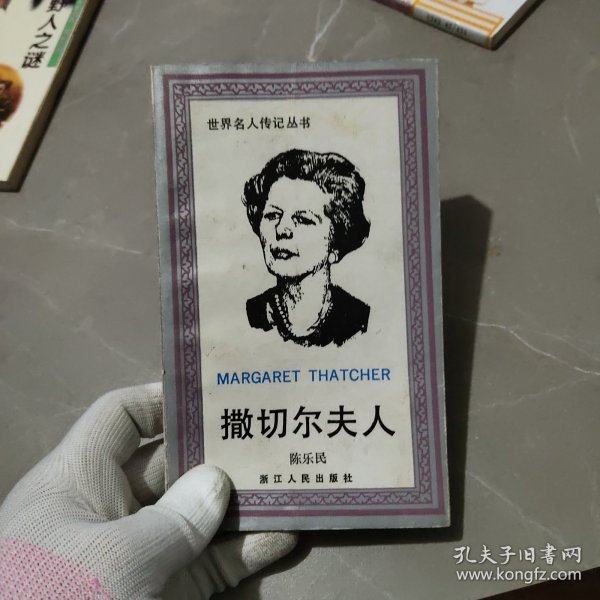 野人之谜
世界名人传记丛书
MARGARET THATCHER
撒切尔夫人
陈乐民
浙江人民出版社
孔夫子旧书网
www.kongfz.com